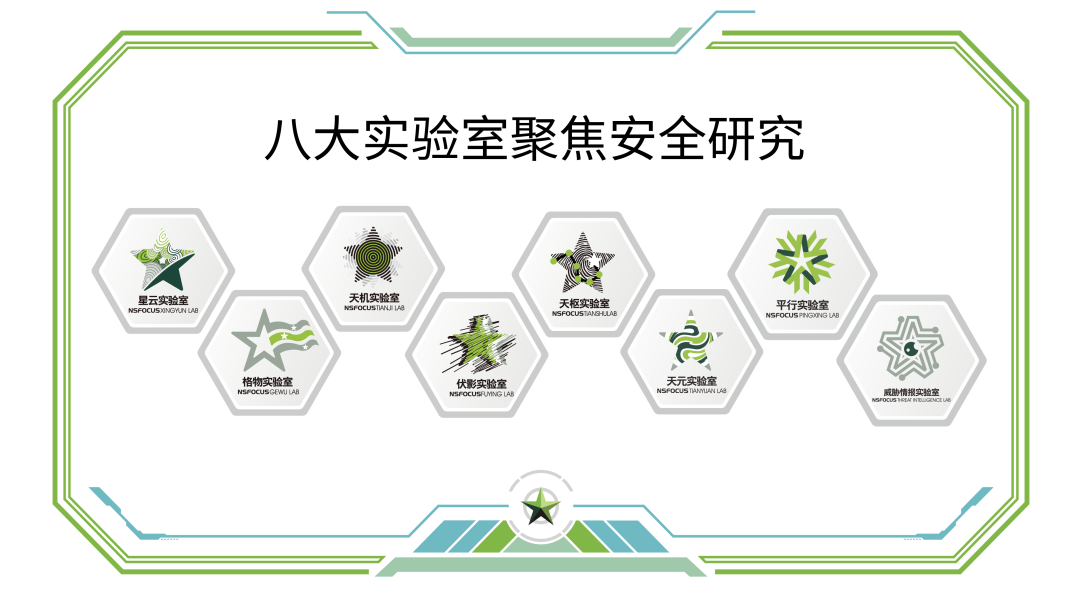 八大实验室聚焦安全研究
星云实验室
NSFOCUS XINGYUN LAB
格物实验室
NSFOCUS GEWU LAB
天机实验室
NSFOCUS TIANJI LAB
伏影实验室
NSFOCUS FUYING LAB
天枢实验室
NSFOCUS TIANSHU LAB
天元实验室
NSFOCUS TIANYUAN LAB
平行实验室
NSFOCUS PINGXING LAB
威胁情报实验室
NSFOCUS THREAT INTELLIGENCE LAB